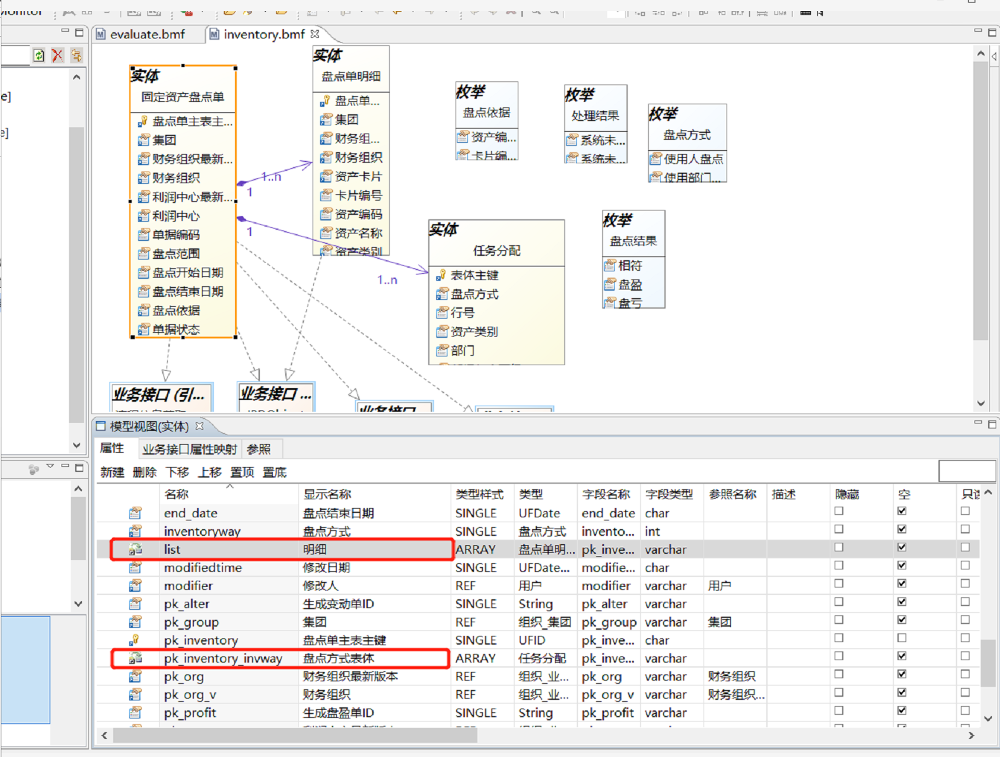 evaluate.bmf
inventory.bmf
e]
e]
实体
固定资产盘点单
盘点单主表主...
集团
财务组织最新...
财务组织
利润中心最新...
利润中心
单据编码
盘点范围
盘点开始日期
盘点结束日期
盘点依据
单据状态
1..n
1
1
1..n
实体
盘点单明细
盘点单...
集团
财务组...
财务组织
资产卡片
卡片编号
资产编码
资产名称
资产类别
枚举
盘点依据
资产编...
卡片编...
枚举
处理结果
系统未...
系统未...
枚举
盘点方式
使用人盘点
使用部门...
实体
任务分配
表体主键
盘点方式
行号
资产类别
部门
枚举
盘点结果
相符
盘盈
盘亏
业务接口 (引...
业务接口 ...
业务接口
模型视图(实体)
属性 业务接口属性映射 参照
新建 删除 下移 上移 置顶 置底
名称 显示名称 类型样式 类型 字段名称 字段类型 参照名称 描述 隐藏 空 只读
end_date 盘点结束日期 SINGLE UFDate end_date char
inventoryway 盘点方式 SINGLE 盘点方式 invento... int
list 明细 ARRAY 盘点单明... pk_inve... varchar
modifiedtime 修改日期 SINGLE UFDate... modifie... char
modifier 修改人 REF 用户 modifier varchar 用户
pk_alter 生成变动单ID SINGLE String pk_alter varchar
pk_group 集团 REF 组织_集团 pk_group varchar 集团
pk_inventory 盘点单主表主键 SINGLE UFID pk_inve... char
pk_inventory_invway 盘点方式表体 ARRAY 任务分配 pk_inve... varchar
pk_org 财务组织最新版本 REF 组织_业... pk_org varchar 财务组织
pk_org_v 财务组织 REF 组织_业... pk_org_v varchar 财务组织...
pk_profit 生成盘盈单ID SINGLE String pk_profit varchar